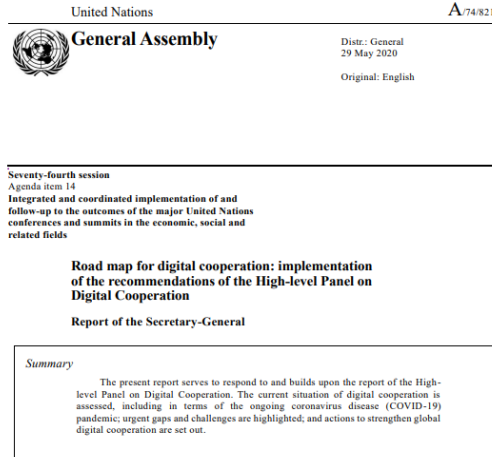 United Nations
A/74/821
General Assembly
Distr.: General
29 May 2020
Original: English
Seventy-fourth session
Agenda item 14
Integrated and coordinated implementation of and
follow-up to the outcomes of the major United Nations
conferences and summits in the economic, social and
related fields
Road map for digital cooperation: implementation
of the recommendations of the High-level Panel on
Digital Cooperation
Report of the Secretary-General
Summary
The present report serves to respond to and builds upon the report of the High-
level Panel on Digital Cooperation. The current situation of digital cooperation is
assessed, including in terms of the ongoing coronavirus disease (COVID-19)
pandemic; urgent gaps and challenges are highlighted; and actions to strengthen global
digital cooperation are set out.